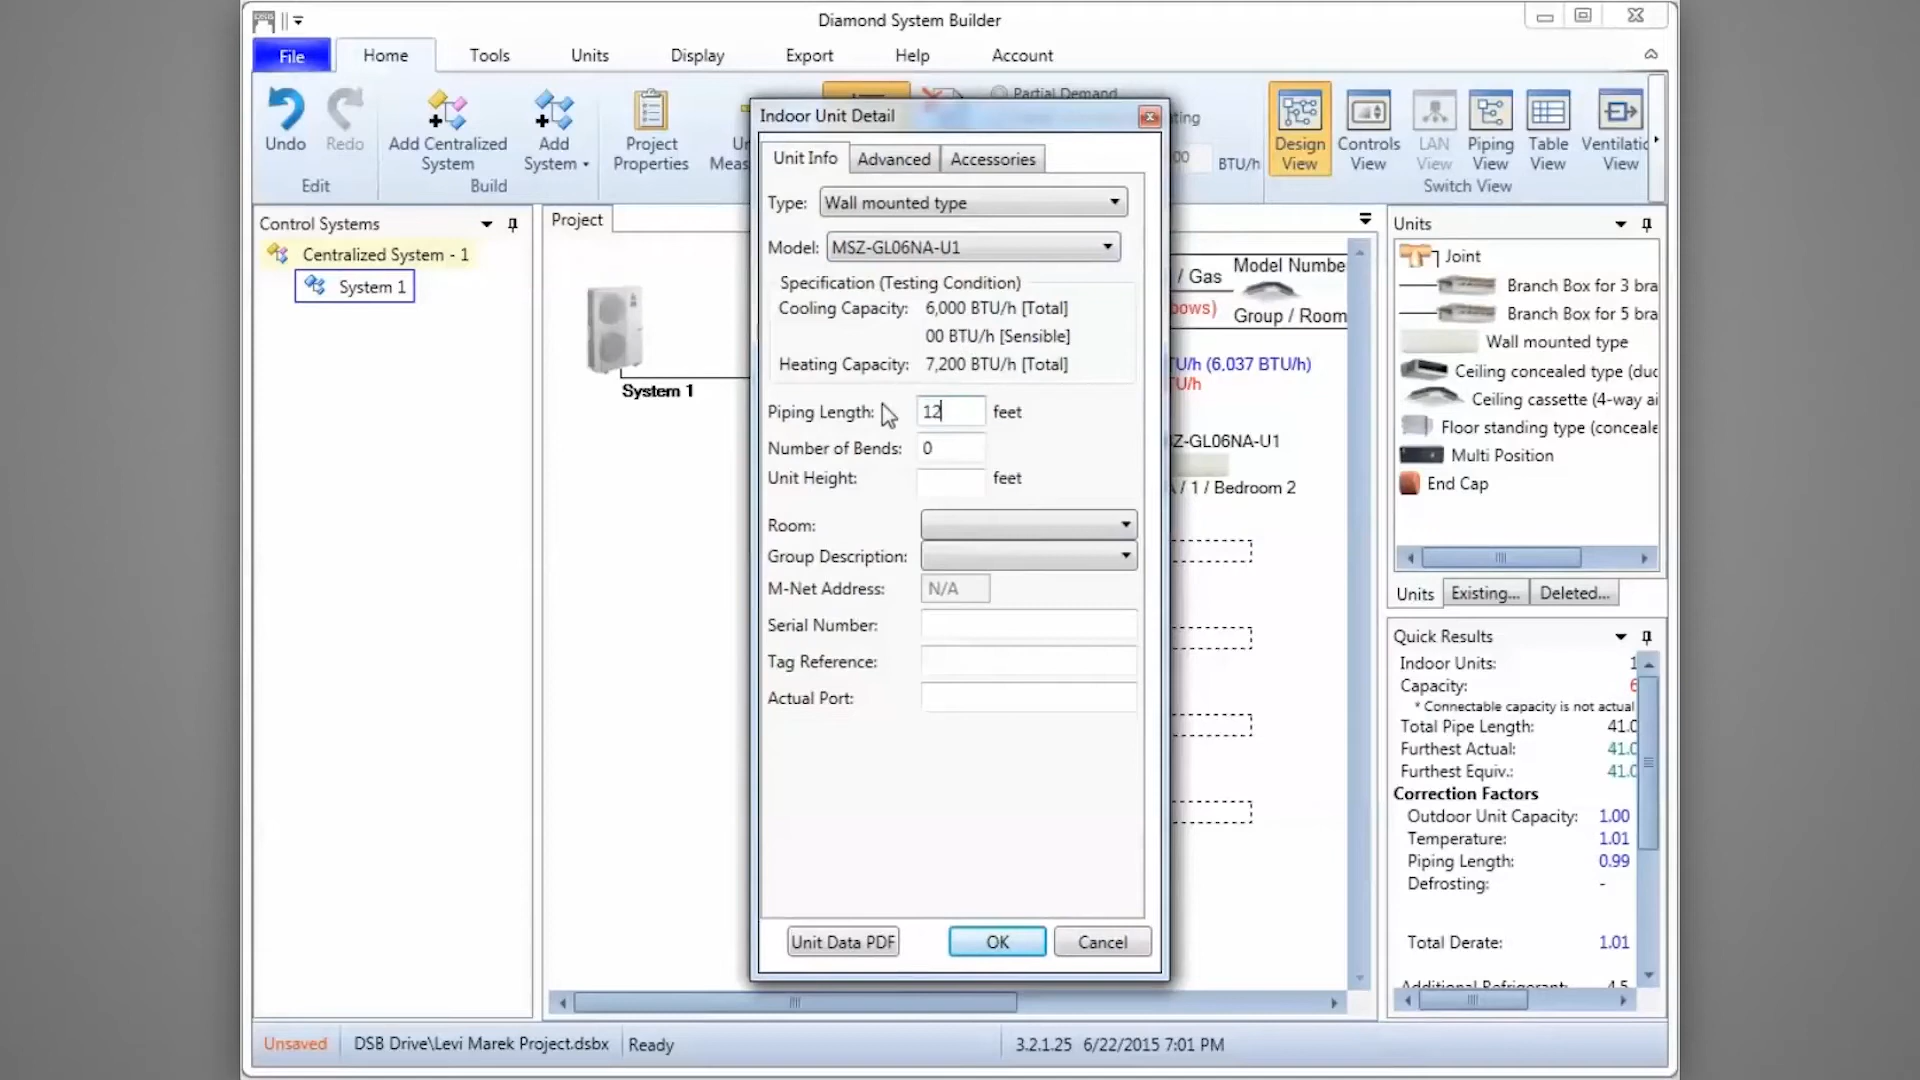 Diamond System Builder
File Home Tools Units Display Export Help Account
Undo Redo
Add Centralized System
Add System
Project Properties
Edit Build
Partial Demand
BTU/h
Design View
Controls View
LAN View
Piping View
Table View
View
Switch View
Control Systems
Centralized System - 1
System 1
Project
System 1
/ Gas
Group / Room
(6,037 BTU/h)
/ 1 / Bedroom 2
Indoor Unit Detail
Unit Info Advanced Accessories
Type: Wall mounted type
Model: MSZ-GL06NA-U1
Specification (Testing Condition)
Cooling Capacity: 6,000 BTU/h [Total]
00 BTU/h [Sensible]
Heating Capacity: 7,200 BTU/h [Total]
Piping Length: 12 feet
Number of Bends: 0
Unit Height: feet
Room:
Group Description:
M-Net Address: N/A
Serial Number:
Tag Reference:
Actual Port:
Unit Data PDF OK Cancel
Units
Joint
Branch Box for 3 bra
Branch Box for 5 bra
Wall mounted type
Ceiling concealed type (duc
Ceiling cassette (4-way ai
Floor standing type (conceale
Multi Position
End Cap
Units Existing... Deleted...
Quick Results
Indoor Units: 1
Capacity: 6
* Connectable capacity is not actual
Total Pipe Length: 41.0
Furthest Actual: 41.0
Furthest Equiv.: 41.0
Correction Factors
Outdoor Unit Capacity: 1.00
Temperature: 1.01
Piping Length: 0.99
Defrosting: -
Total Derate: 1.01
Unsaved DSB Drive\Levi Marek Project.dsbx Ready 3.2.1.25 6/22/2015 7:01 PM